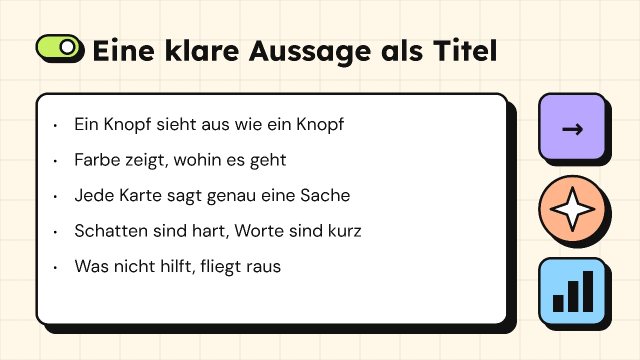 Eine klare Aussage als Titel
· Ein Knopf sieht aus wie ein Knopf
· Farbe zeigt, wohin es geht
· Jede Karte sagt genau eine Sache
· Schatten sind hart, Worte sind kurz
· Was nicht hilft, fliegt raus
→